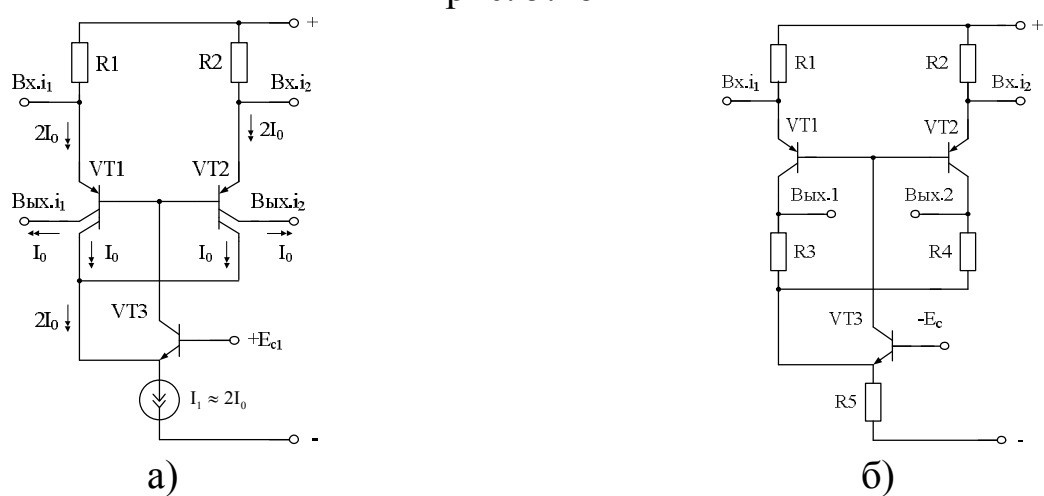 +
R1
R2
Вх.i₁
Вх.i₂
2I₀
2I₀
VT1
VT2
Вых.i₁
Вых.i₂
I₀
I₀
I₀
I₀
2I₀
VT3
+Eс1
I₁ ≈ 2I₀
-
а)
+
R1
R2
Вх.i₁
Вх.i₂
VT1
VT2
Вых.1
Вых.2
R3
R4
VT3
-Eс
R5
-
б)